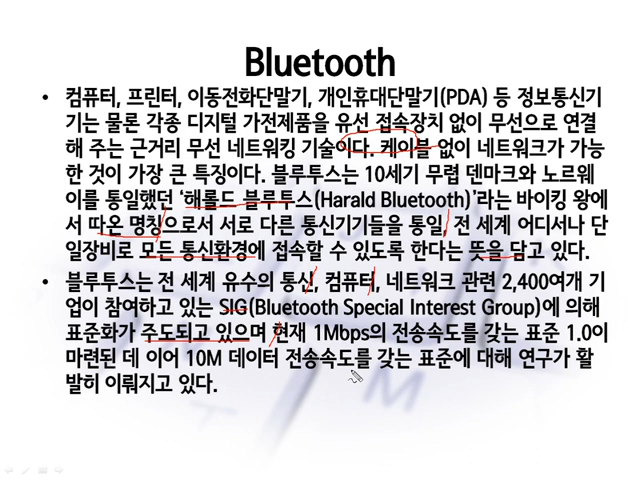 Bluetooth
• 컴퓨터, 프린터, 이동전화단말기, 개인휴대단말기(PDA) 등 정보통신기
기는 물론 각종 디지털 가전제품을 유선 접속장치 없이 무선으로 연결
해 주는 근거리 무선 네트워킹 기술이다. 케이블 없이 네트워크가 가능
한 것이 가장 큰 특징이다. 블루투스는 10세기 무렵 덴마크와 노르웨
이를 통일했던 ‘해롤드 블루투스(Harald Bluetooth)’라는 바이킹 왕에
서 따온 명칭으로서 서로 다른 통신기기들을 통일, 전 세계 어디서나 단
일장비로 모든 통신환경에 접속할 수 있도록 한다는 뜻을 담고 있다.
• 블루투스는 전 세계 유수의 통신, 컴퓨터, 네트워크 관련 2,400여개 기
업이 참여하고 있는 SIG(Bluetooth Special Interest Group)에 의해
표준화가 주도되고 있으며 현재 1Mbps의 전송속도를 갖는 표준 1.0이
마련된 데 이어 10M 데이터 전송속도를 갖는 표준에 대해 연구가 활
발히 이뤄지고 있다.